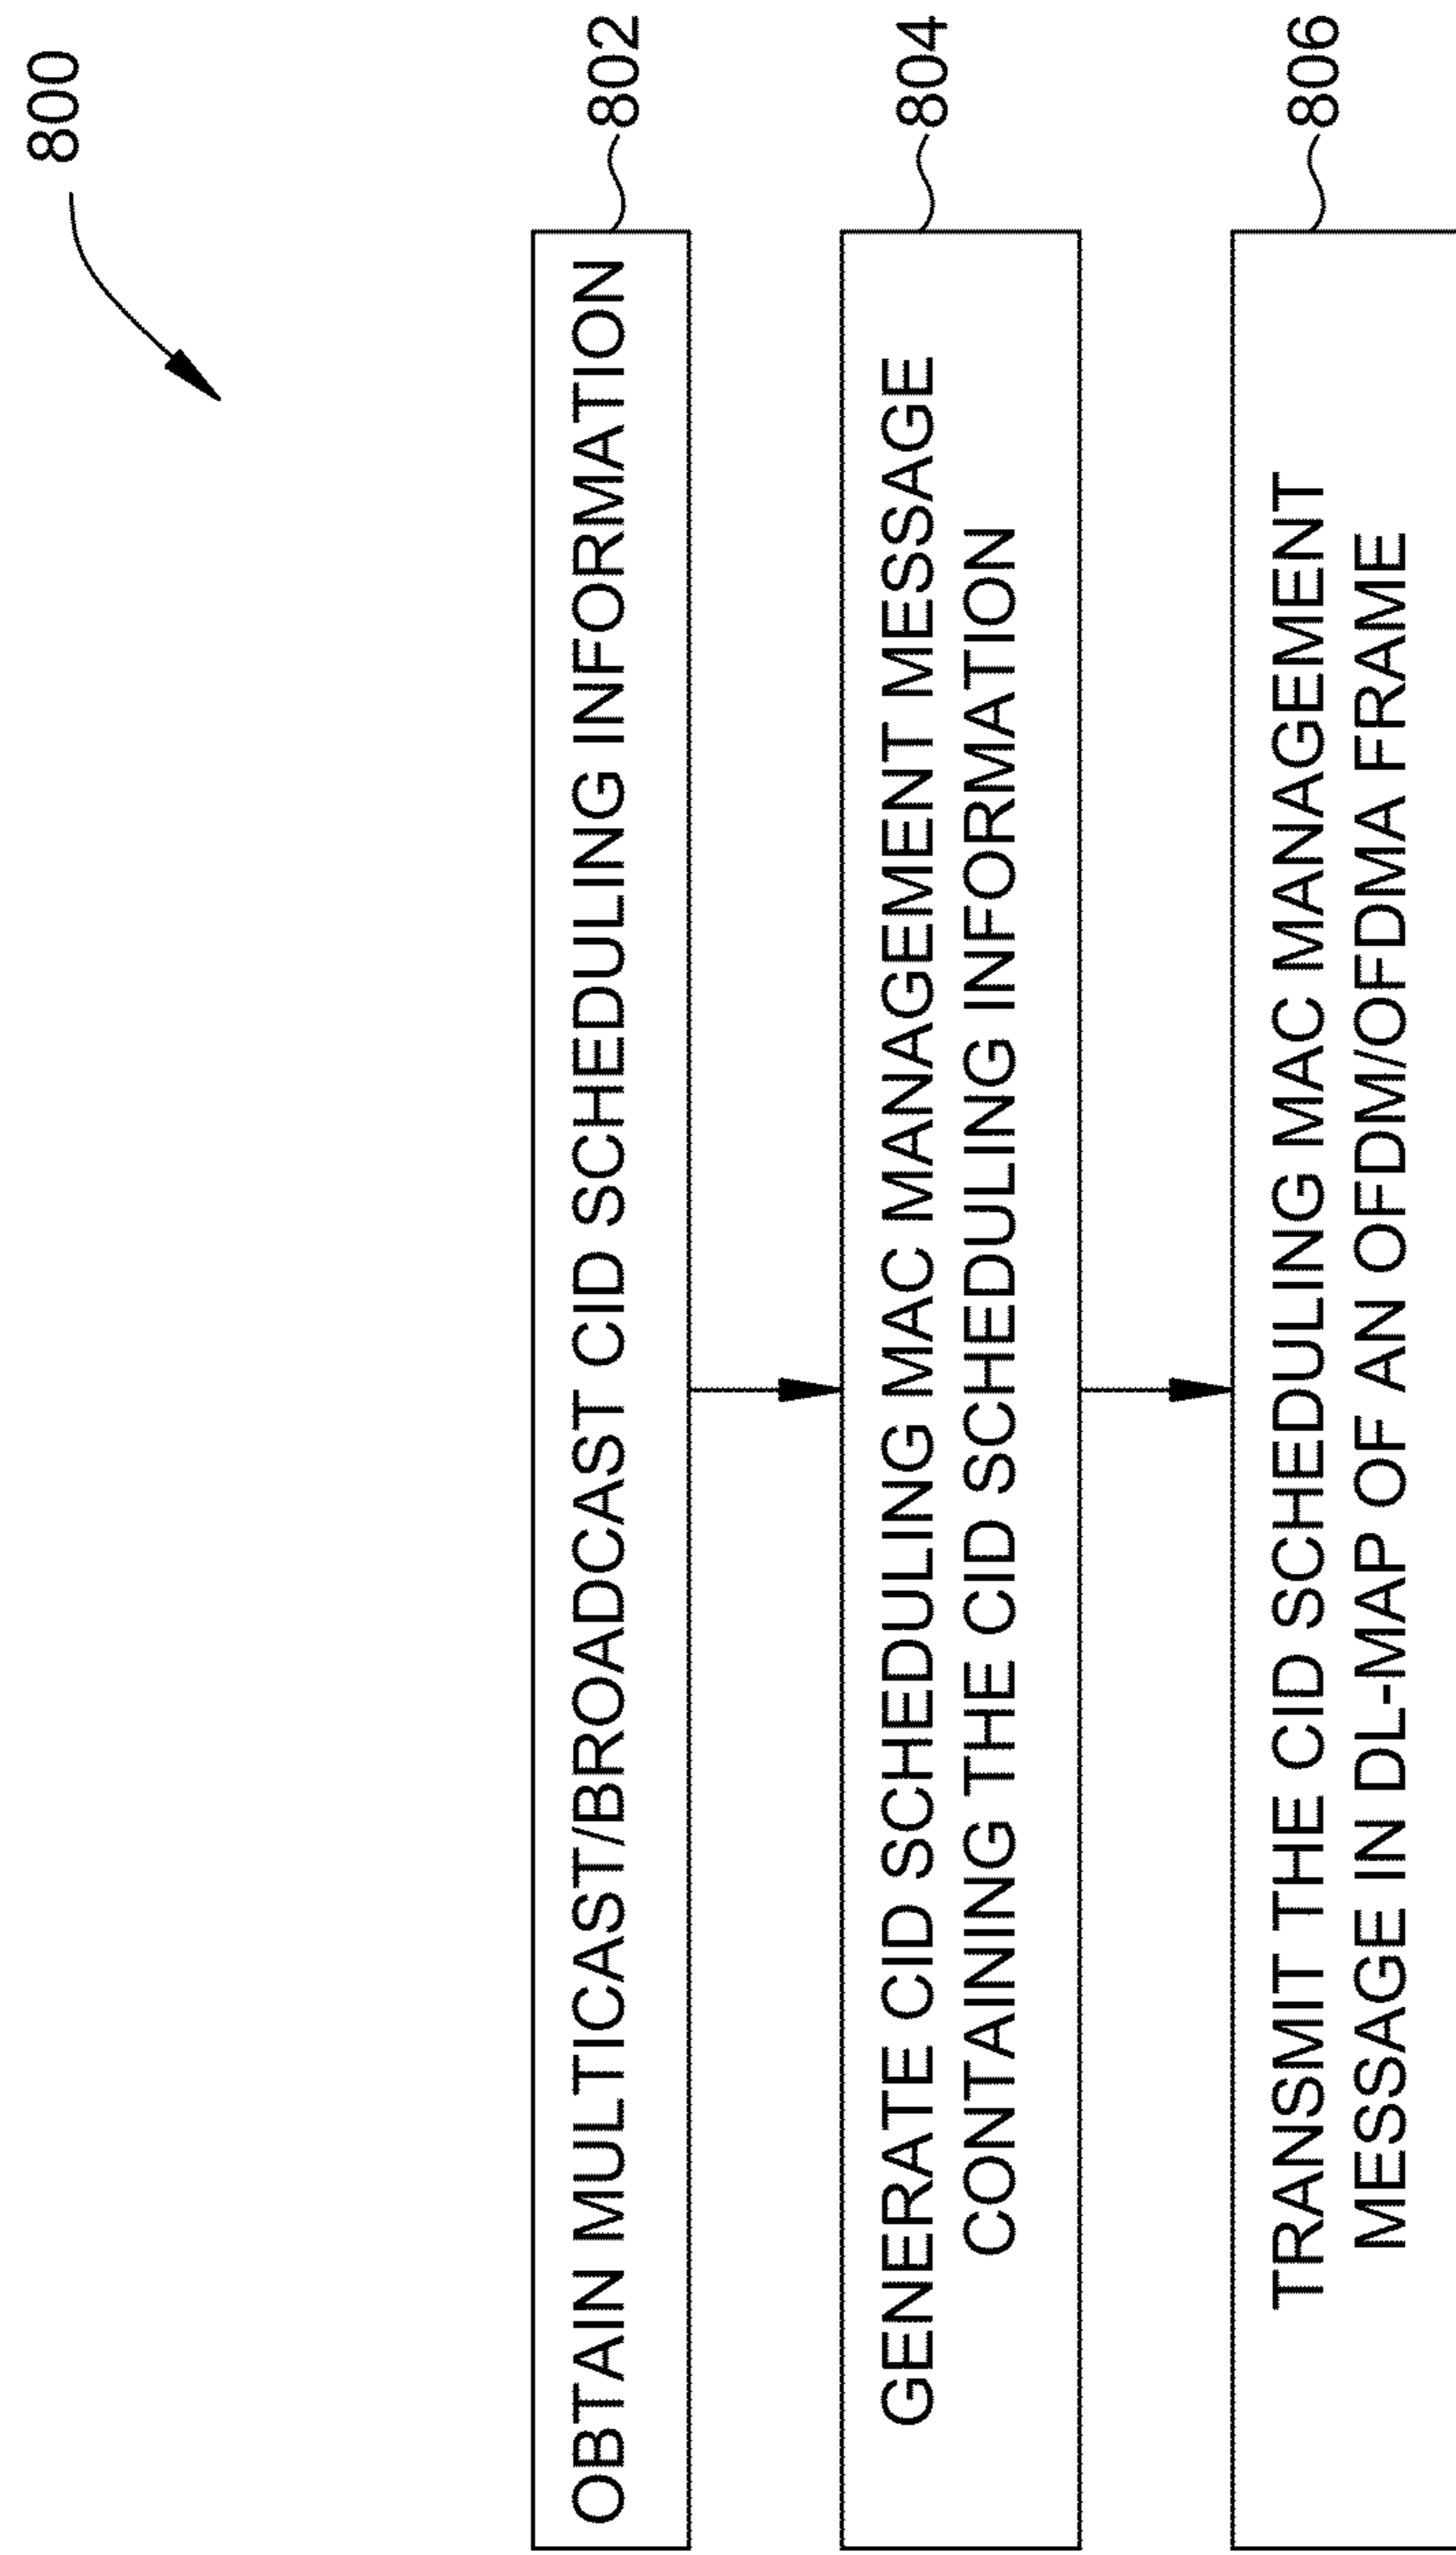 800
OBTAIN MULTICAST/BROADCAST CID SCHEDULING INFORMATION
802
GENERATE CID SCHEDULING MAC MANAGEMENT MESSAGE
CONTAINING THE CID SCHEDULING INFORMATION
804
TRANSMIT THE CID SCHEDULING MAC MANAGEMENT
MESSAGE IN DL-MAP OF AN OFDM/OFDMA FRAME
806